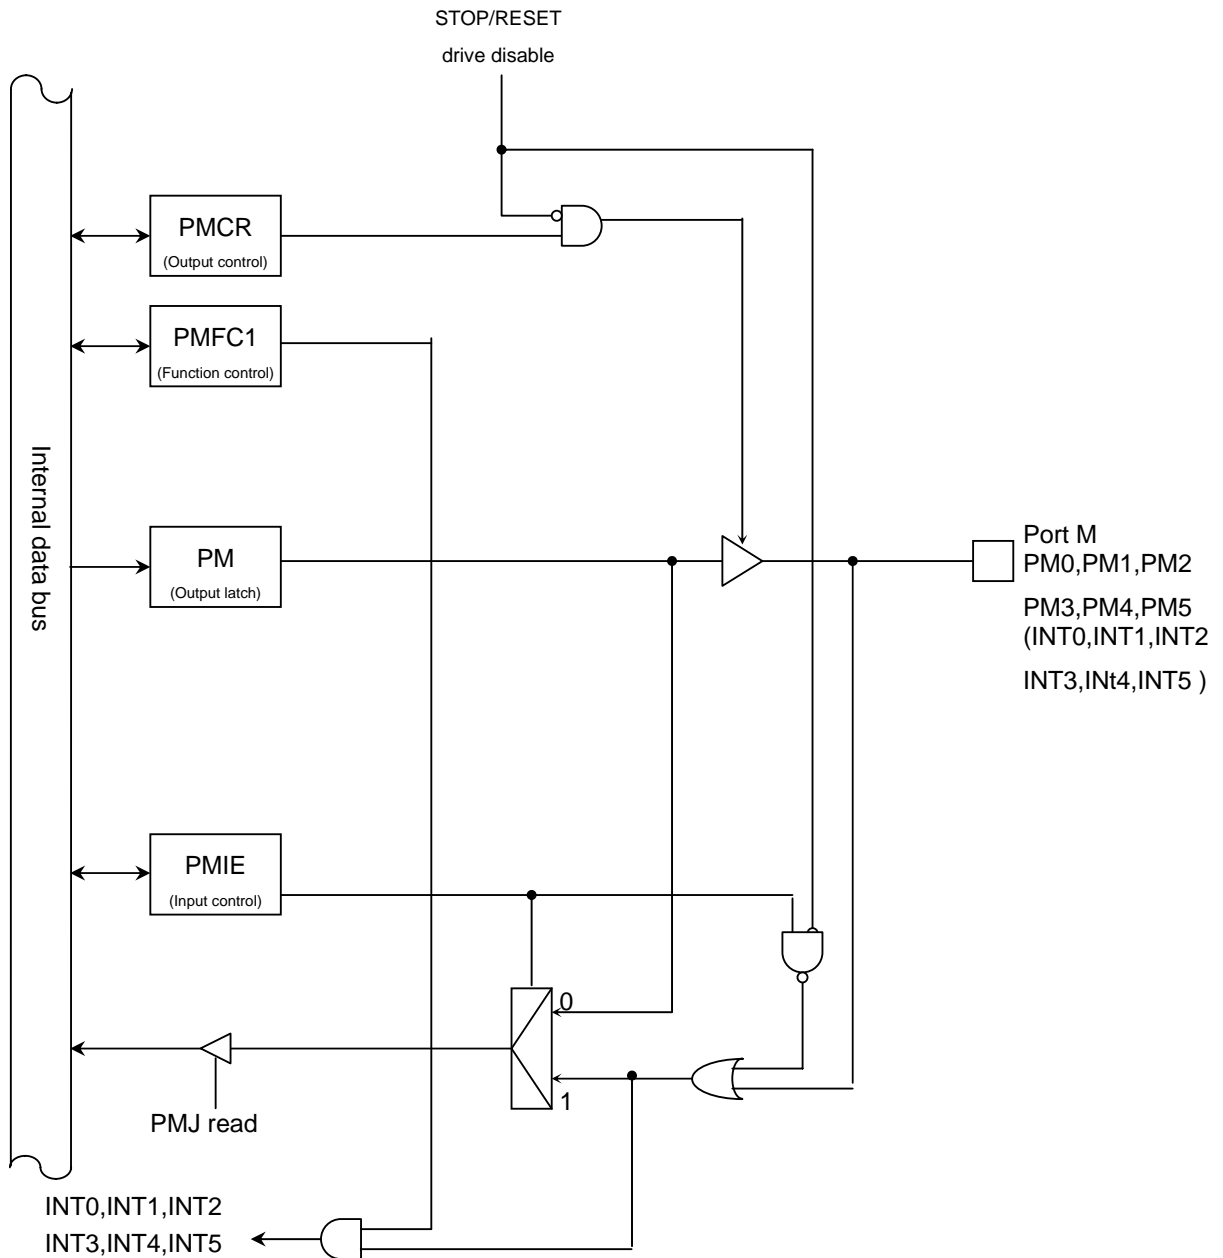 STOP/RESET
drive disable
PMCR
(Output control)
PMFC1
(Function control)
Internal data bus
PM
(Output latch)
Port M
PM0,PM1,PM2
PM3,PM4,PM5
(INT0,INT1,INT2
INT3,INt4,INT5 )
PMIE
(Input control)
0
1
PMJ read
INT0,INT1,INT2
INT3,INT4,INT5